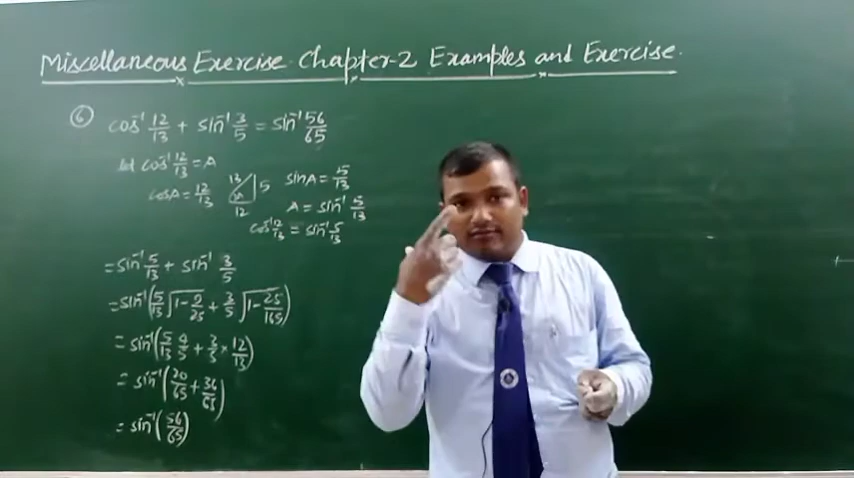 Miscellaneous Exercise Chapter-2 Examples and Exercise.
⑥ cos⁻¹ 12/13 + sin⁻¹ 3/5 = sin⁻¹ 56/65
let cos⁻¹ 12/13 = A
cosA = 12/13
13 5
A
12
sinA = 5/13
A = sin⁻¹ 5/13
cos⁻¹ 12/13 = sin⁻¹ 5/13
= sin⁻¹ 5/13 + sin⁻¹ 3/5
= sin⁻¹(5/13 √1-9/25 + 3/5 √1-25/165)
= sin⁻¹(5/13 4/5 + 3/5 × 12/13)
= sin⁻¹(20/65 + 36/65)
= sin⁻¹(56/65)